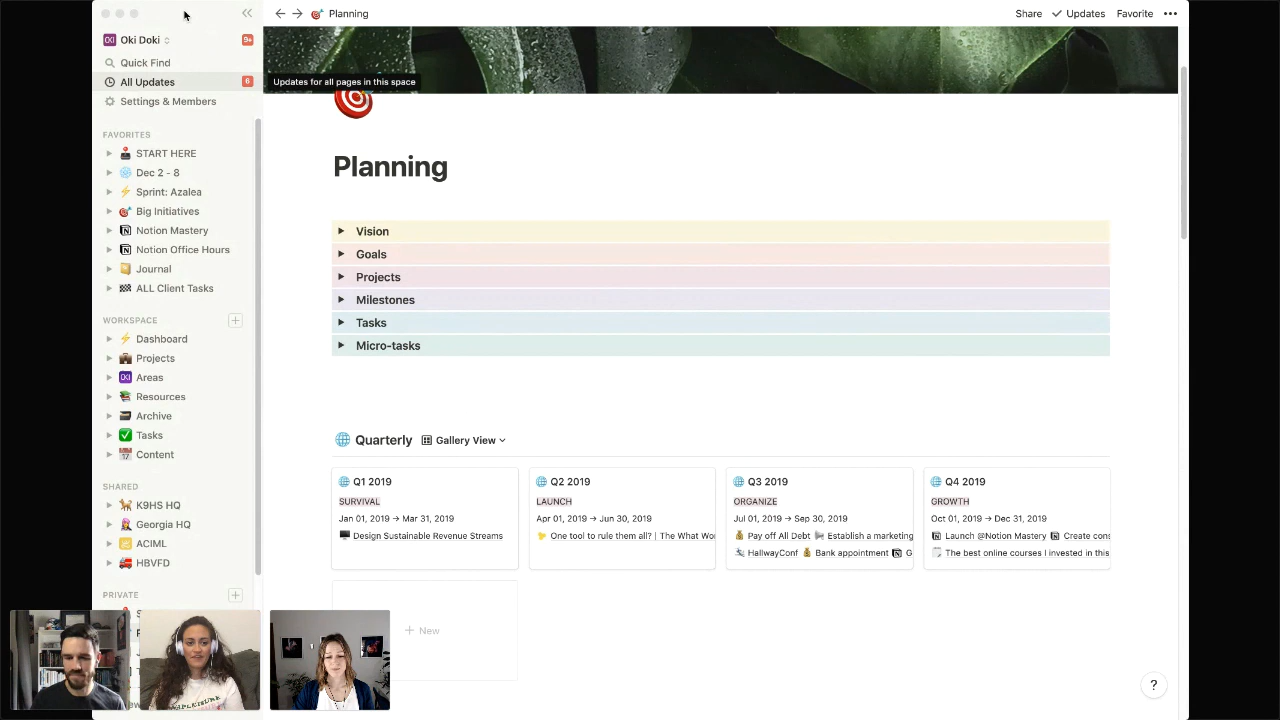 Planning
Share
Updates
Favorite
Oki Doki
9+
Quick Find
All Updates
6
Settings & Members
Updates for all pages in this space
FAVORITES
START HERE
Dec 2 - 8
Sprint: Azalea
Big Initiatives
Notion Mastery
Notion Office Hours
Journal
ALL Client Tasks
WORKSPACE
Dashboard
Projects
Areas
Resources
Archive
Tasks
Content
SHARED
K9HS HQ
Georgia HQ
ACIML
HBVFD
PRIVATE
Planning
Vision
Goals
Projects
Milestones
Tasks
Micro-tasks
Quarterly
Gallery View
Q1 2019
SURVIVAL
Jan 01, 2019 → Mar 31, 2019
Design Sustainable Revenue Streams
Q2 2019
LAUNCH
Apr 01, 2019 → Jun 30, 2019
One tool to rule them all? | The What Wo
Q3 2019
ORGANIZE
Jul 01, 2019 → Sep 30, 2019
Pay off All Debt Establish a marketing
HallwayConf Bank appointment G
Q4 2019
GROWTH
Oct 01, 2019 → Dec 31, 2019
Launch @Notion Mastery Create cons
The best online courses I invested in this
+ New
?